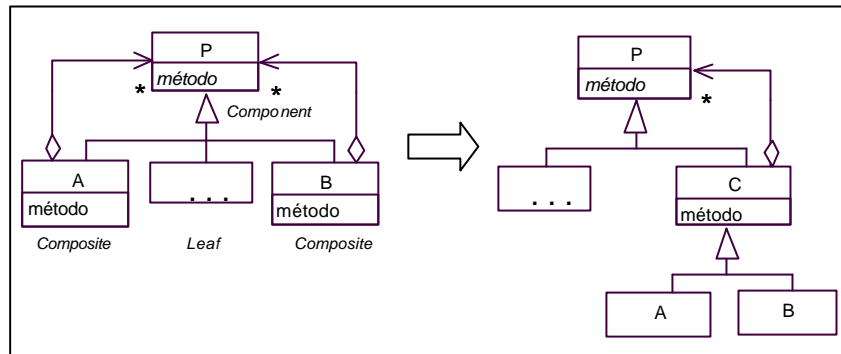 P
método
*
*
Component
A
método
. . .
B
método
Composite
Leaf
Composite
P
método
*
. . .
C
método
A
B